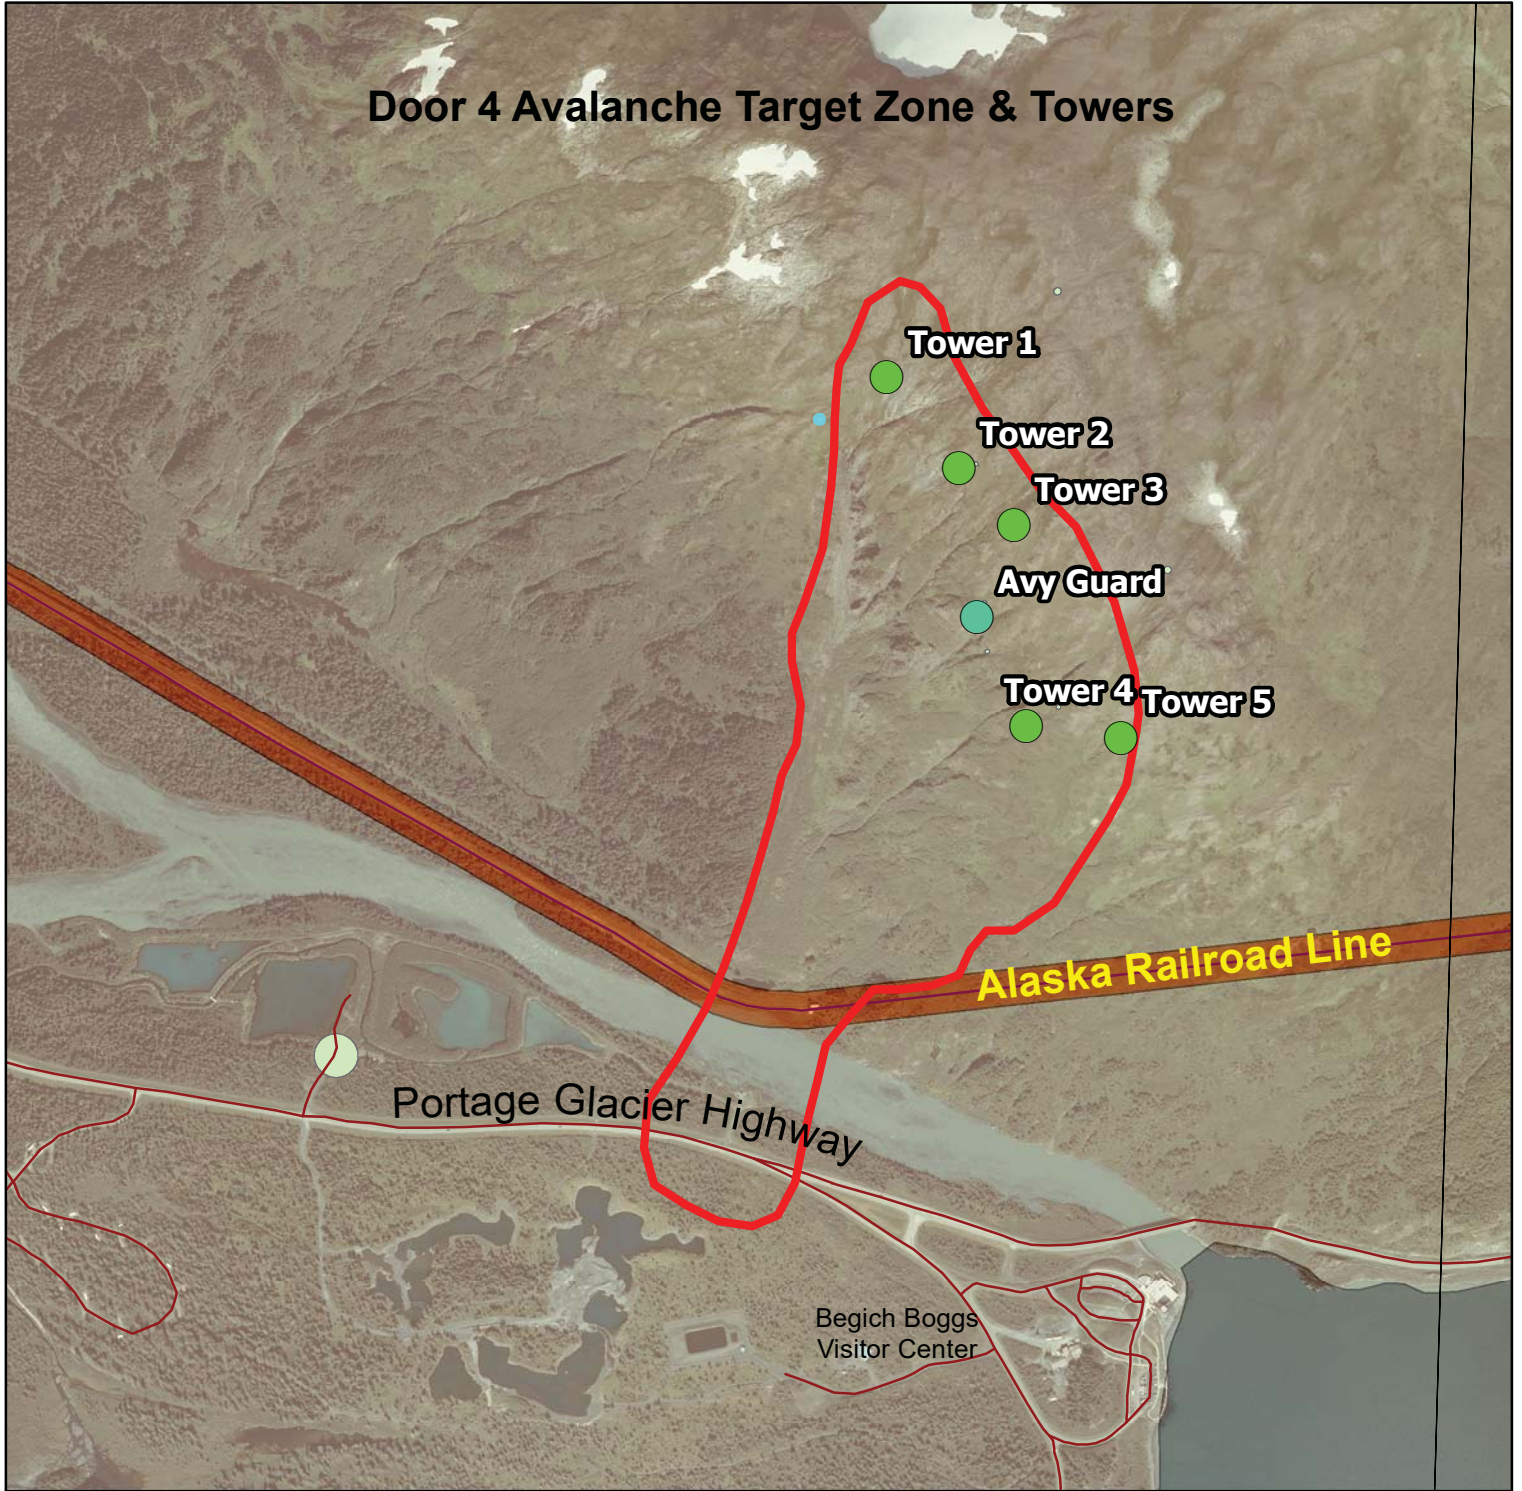 Door 4 Avalanche Target Zone & Towers
Tower 1
Tower 2
Tower 3
Avy Guard
Tower 4
Tower 5
Alaska Railroad Line
Portage Glacier Highway
Begich Boggs
Visitor Center